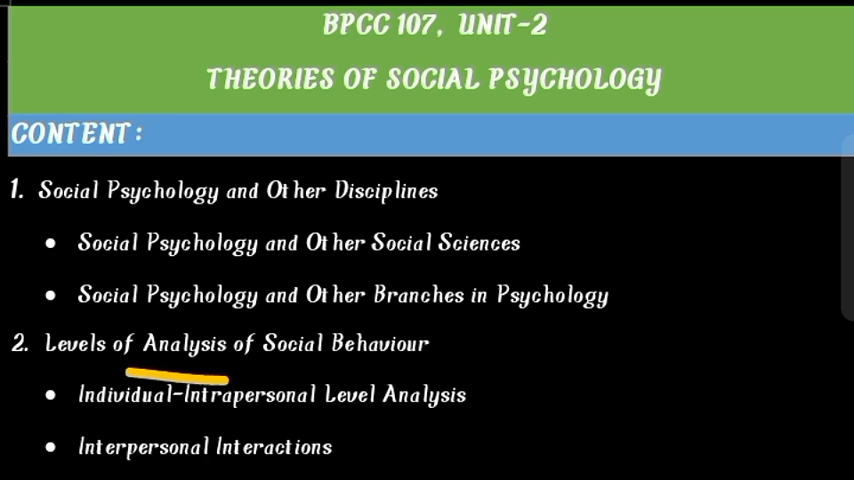 BPCC 107, UNIT-2
THEORIES OF SOCIAL PSYCHOLOGY
CONTENT:
1. Social Psychology and Other Disciplines
• Social Psychology and Other Social Sciences
• Social Psychology and Other Branches in Psychology
2. Levels of Analysis of Social Behaviour
• Individual-Intrapersonal Level Analysis
• Interpersonal Interactions